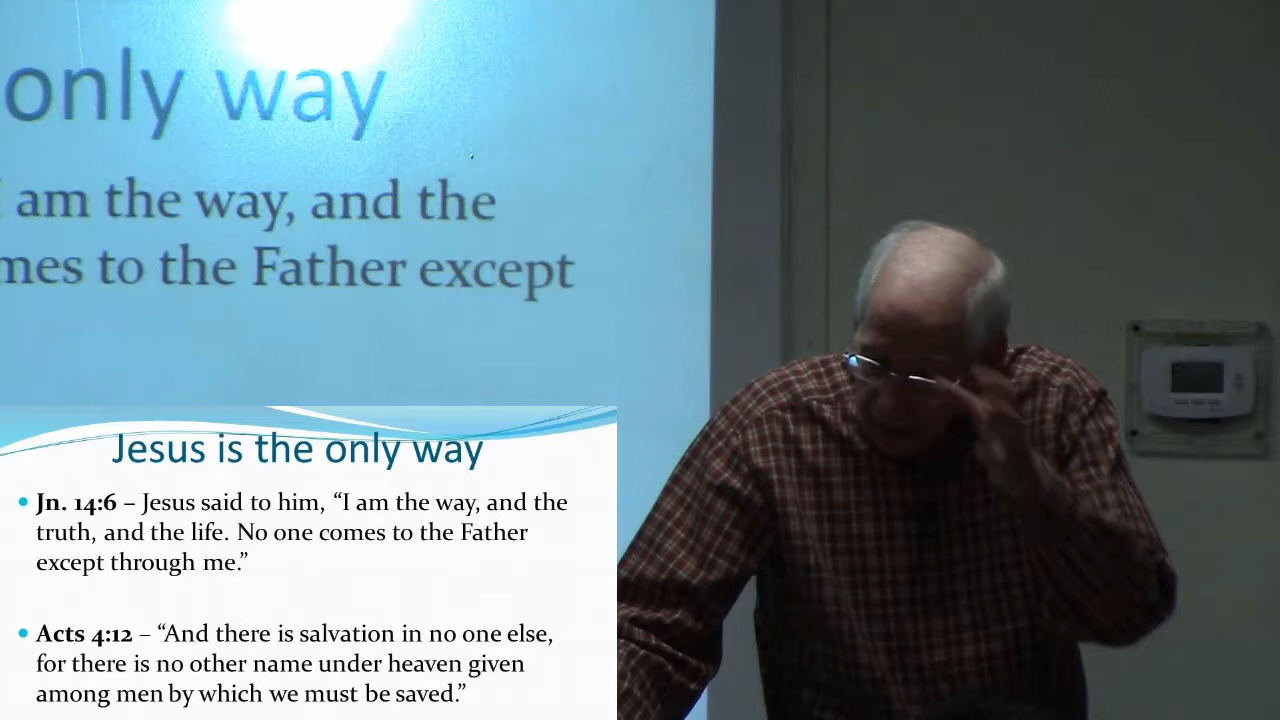 only way
I am the way, and the
mes to the Father except
Jesus is the only way
• Jn. 14:6 – Jesus said to him, “I am the way, and the
truth, and the life. No one comes to the Father
except through me.”
• Acts 4:12 – “And there is salvation in no one else,
for there is no other name under heaven given
among men by which we must be saved.”